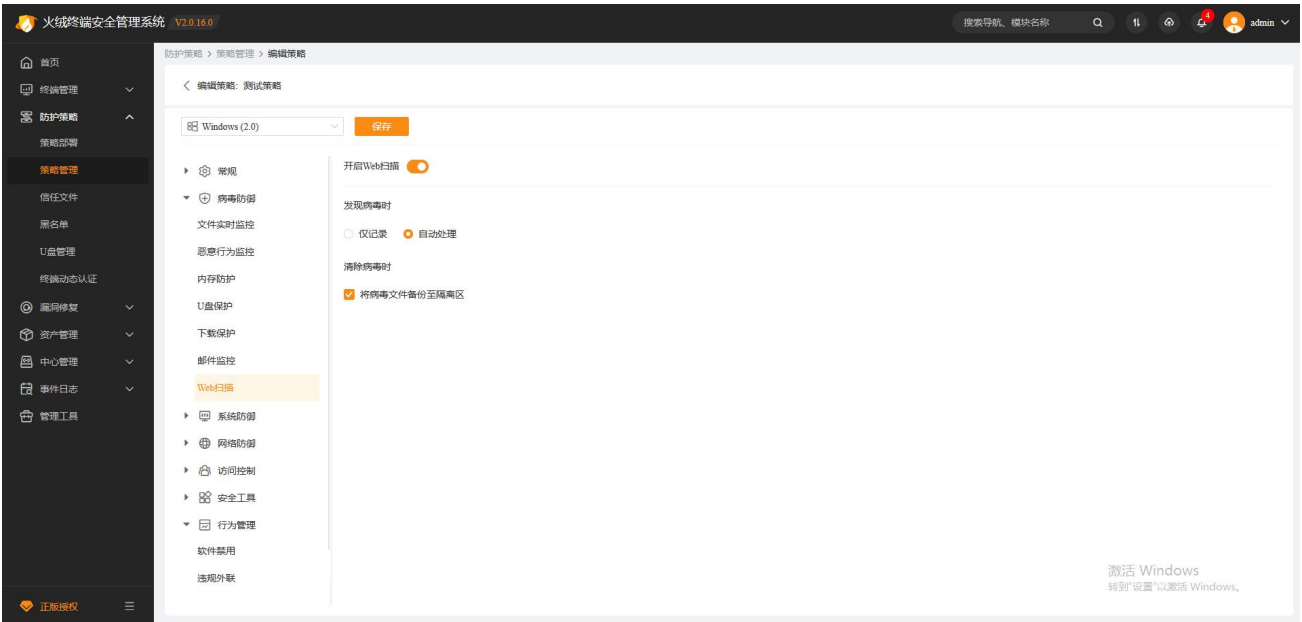 火绒终端安全管理系统 V2.0.16.0
搜索导航、模块名称
4
admin
首页
终端管理
防护策略
策略部署
策略管理
信任文件
黑名单
U盘管理
终端动态认证
漏洞修复
资产管理
中心管理
事件日志
管理工具
正版授权
防护策略 > 策略管理 > 编辑策略
编辑策略: 测试策略
Windows (2.0)
保存
常规
病毒防御
文件实时监控
恶意行为监控
内存防护
U盘保护
下载保护
邮件监控
Web扫描
系统防御
网络防御
访问控制
安全工具
行为管理
软件禁用
违规外联
开启Web扫描
发现病毒时
仅记录 自动处理
清除病毒时
将病毒文件备份至隔离区
激活 Windows
转到"设置"以激活 Windows。